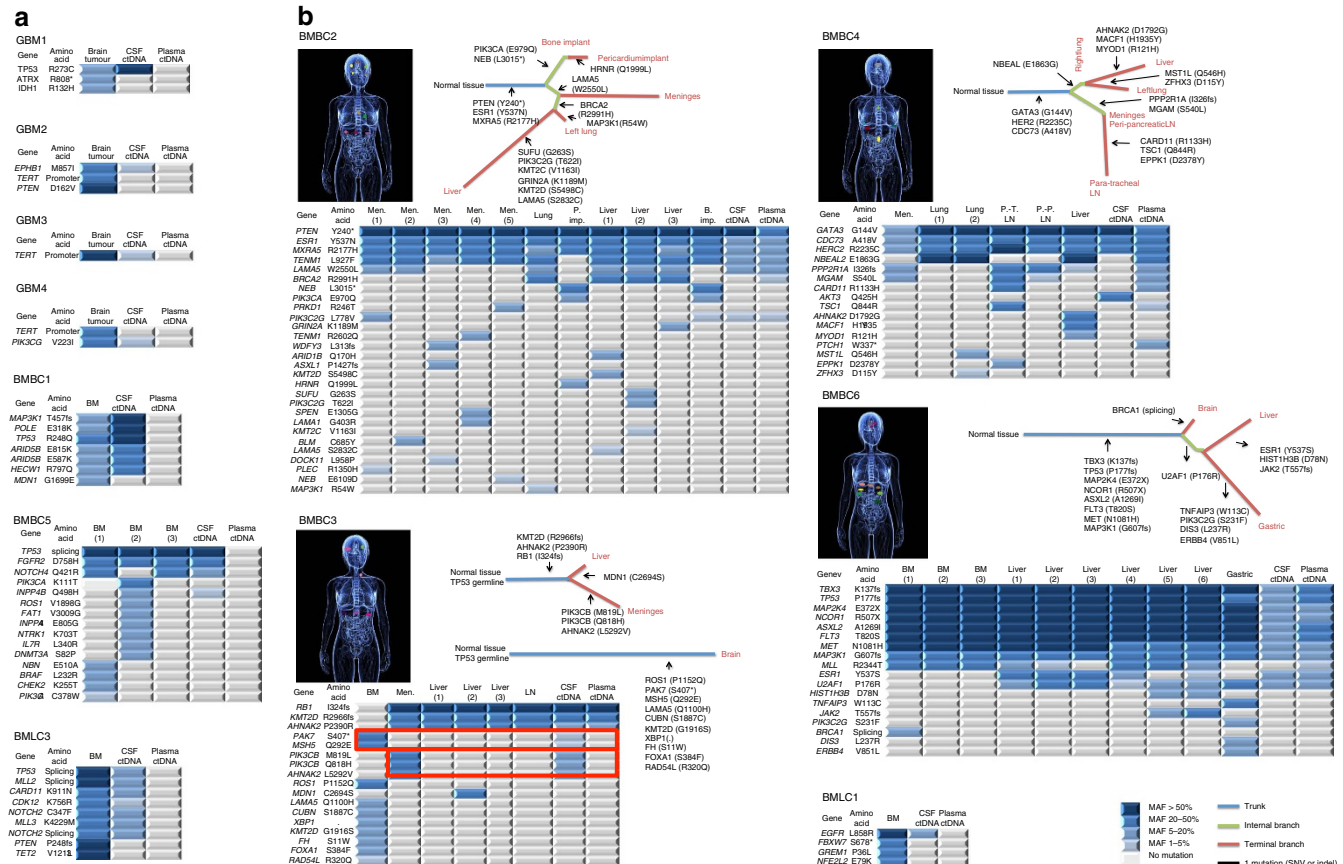 a
GBM1
Gene Amino acid Brain tumour CSF ctDNA Plasma ctDNA
TP53 R273C
ATRX R808*
IDH1 R132H
GBM2
Gene Amino acid Brain tumour CSF ctDNA Plasma ctDNA
EPHB1 M857I
TERT Promoter
PTEN D162V
GBM3
Gene Amino acid Brain tumour CSF ctDNA Plasma ctDNA
TERT Promoter
GBM4
Gene Amino acid Brain tumour CSF ctDNA Plasma ctDNA
TERT Promoter
PIK3CG V223I
BMBC1
Gene Amino acid BM CSF ctDNA Plasma ctDNA
MAP3K1 T457fs
POLE E318K
TP53 R248Q
ARID5B E815K
ARID5B E587K
HECW1 R797Q
MDN1 G1699E
BMBC5
Gene Amino acid BM (1) BM (2) BM (3) CSF ctDNA Plasma ctDNA
TP53 splicing
FGFR2 D758H
NOTCH4 Q421R
PIK3CA K111T
INPP4B Q498H
ROS1 V1898G
FAT1 V3009G
E805G
NTRK1 K703T
IL7R L340R
DNMT3A S82P
NBN E510A
BRAF L232R
CHEK2 K255T
C378W
BMLC3
Gene Amino acid BM CSF ctDNA Plasma ctDNA
TP53 Splicing
MLL2 Splicing
CARD11 K911N
CDK12 K756R
NOTCH2 C347F
MLL3 K4229M
NOTCH2 Splicing
PTEN P248fs
TET2
b
BMBC2
Bone implant
PIK3CA (E979Q)
NEB (L3015*)
Pericardiumimplant
HRNR (Q1999L)
Normal tissue
LAMA5
(W2550L)
Meninges
PTEN (Y240*)
ESR1 (Y537N)
MXRA5 (R2177H)
BRCA2
(R2991H)
MAP3K1(R54W)
Left lung
SUFU (G263S)
PIK3C2G (T622I)
KMT2C (V1163I)
GRIN2A (K1189M)
KMT2D (S5498C)
LAMA5 (S2832C)
Liver
Gene Amino acid Men. (1) Men. (2) Men. (3) Men. (4) Men. (5) Lung P. imp. Liver (1) Liver (2) Liver (3) B. imp. CSF ctDNA Plasma ctDNA
PTEN Y240*
ESR1 Y537N
MXRA5 R2177H
TENM1 L927F
LAMA5 W2550L
BRCA2 R2991H
NEB L3015*
PIK3CA E970Q
PRKD1 R246T
PIK3C2G L778V
GRIN2A K1189M
TENM1 R2602Q
WDFY3 L313fs
ARID1B Q170H
ASXL1 P1427fs
KMT2D S5498C
HRNR Q1999L
SUFU G263S
PIK3C2G T622I
SPEN E1305G
LAMA1 G403R
KMT2C V1163I
BLM C685Y
LAMA5 S2832C
DOCK11 L958P
PLEC R1350H
NEB E6109D
MAP3K1 R54W
BMBC3
KMT2D (R2966fs)
AHNAK2 (P2390R)
RB1 (I324fs)
Liver
Normal tissue
TP53 germline
MDN1 (C2694S)
PIK3CB (M819L)
PIK3CB (Q818H)
AHNAK2 (L5292V)
Meninges
Normal tissue
TP53 germline
Brain
ROS1 (P1152Q)
PAK7 (S407*)
MSH5 (Q292E)
LAMA5 (Q1100H)
CUBN (S1887C)
KMT2D (G1916S)
XBP1(.)
FH (S11W)
FOXA1 (S384F)
RAD54L (R320Q)
Gene Amino acid BM Men. Liver (1) Liver (2) Liver (3) LN CSF ctDNA Plasma ctDNA
RB1 I324fs
KMT2D R2966fs
AHNAK2 P2390R
PAK7 S407*
MSH5 Q292E
PIK3CB M819L
PIK3CB Q818H
AHNAK2 L5292V
ROS1 P1152Q
MDN1 C2694S
LAMA5 Q1100H
CUBN S1887C
XBP1 .
KMT2D G1916S
FH S11W
FOXA1 S384F
RAD54L R320Q
BMBC4
AHNAK2 (D1792G)
MACF1 (H1935Y)
MYOD1 (R121H)
Rightlung
NBEAL (E1863G)
Liver
MST1L (Q546H)
ZFHX3 (D115Y)
Normal tissue
Leftlung
PPP2R1A (I326fs)
MGAM (S540L)
GATA3 (G144V)
HER2 (R2235C)
CDC73 (A418V)
Meninges
Peri-pancreaticLN
CARD11 (R1133H)
TSC1 (Q844R)
EPPK1 (D2378Y)
Para-tracheal
LN
Gene Amino acid Men. Lung (1) Lung (2) P.-T. LN P.-P. LN Liver CSF ctDNA Plasma ctDNA
GATA3 G144V
CDC73 A418V
HERC2 R2235C
NBEAL2 E1863G
PPP2R1A I326fs
MGAM S540L
CARD11 R1133H
AKT3 Q425H
TSC1 Q844R
AHNAK2 D1792G
MACF1
MYOD1 R121H
PTCH1 W337*
MST1L Q546H
EPPK1 D2378Y
ZFHX3 D115Y
BMBC6
BRCA1 (splicing)
Brain
Liver
Normal tissue
TBX3 (K137fs)
TP53 (P177fs)
MAP2K4 (E372X)
NCOR1 (R507X)
ASXL2 (A1269I)
FLT3 (T820S)
MET (N1081H)
MAP3K1 (G607fs)
U2AF1 (P176R)
ESR1 (Y537S)
HIST1H3B (D78N)
JAK2 (T557fs)
TNFAIP3 (W113C)
PIK3C2G (S231F)
DIS3 (L237R)
ERBB4 (V851L)
Gastric
Genev Amino acid BM (1) BM (2) BM (3) Liver (1) Liver (2) Liver (3) Liver (4) Liver (5) Liver (6) Gastric CSF ctDNA Plasma ctDNA
TBX3 K137fs
TP53 P177fs
MAP2K4 E372X
NCOR1 R507X
ASXL2 A1269I
FLT3 T820S
MET N1081H
MAP3K1 G607fs
MLL R2344T
ESR1 Y537S
U2AF1 P176R
HIST1H3B D78N
TNFAIP3 W113C
JAK2 T557fs
PIK3C2G S231F
BRCA1 Splicing
DIS3 L237R
ERBB4 V851L
BMLC1
Gene Amino acid BM CSF ctDNA Plasma ctDNA
EGFR L858R
FBXW7 S678*
GREM1 P36L
NFE2L2 E79K
MAF > 50%
MAF 20–50%
MAF 5–20%
MAF 1–5%
No mutation
Trunk
Internal branch
Terminal branch
1 mutation (SNV or indel)